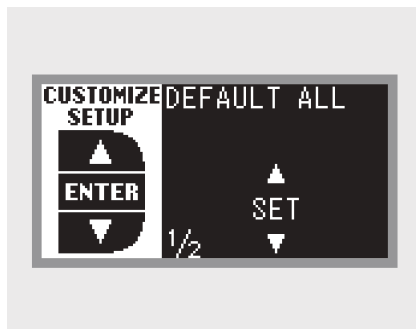 CUSTOMIZE
SETUP
ENTER
DEFAULT ALL
SET
1/2